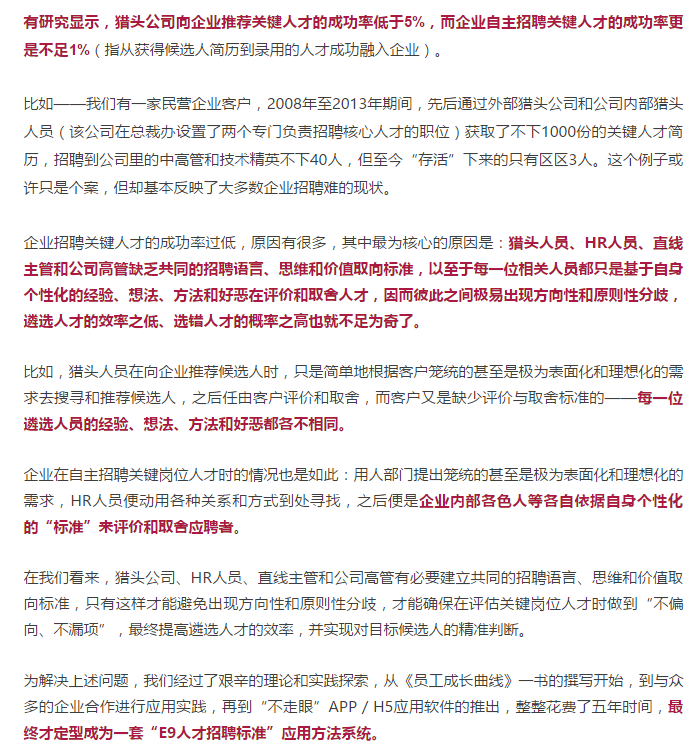 有研究显示，猎头公司向企业推荐关键人才的成功率低于5%，而企业自主招聘关键人才的成功率更
是不足1%（指从获得候选人简历到录用的人才成功融入企业）。
比如——我们有一家民营企业客户，2008年至2013年期间，先后通过外部猎头公司和公司内部猎头
人员（该公司在总裁办设置了两个专门负责招聘核心人才的职位）获取了不下1000份的关键人才简
历，招聘到公司里的中高管和技术精英不下40人，但至今“存活”下来的只有区区3人。这个例子或
许只是个案，但却基本反映了大多数企业招聘难的现状。
企业招聘关键人才的成功率过低，原因有很多，其中最为核心的原因是：猎头人员、HR人员、直线
主管和公司高管缺乏共同的招聘语言、思维和价值取向标准，以至于每一位相关人员都只是基于自身
个性化的经验、想法、方法和好恶在评价和取舍人才，因而彼此之间极易出现方向性和原则性分歧，
遴选人才的效率之低、选错人才的概率之高也就不足为奇了。
比如，猎头人员在向企业推荐候选人时，只是简单地根据客户笼统的甚至是极为表面化和理想化的需
求去搜寻和推荐候选人，之后任由客户评价和取舍，而客户又是缺少评价与取舍标准的——每一位
遴选人员的经验、想法、方法和好恶都各不相同。
企业在自主招聘关键岗位人才时的情况也是如此：用人部门提出笼统的甚至是极为表面化和理想化的
需求，HR人员便动用各种关系和方式到处寻找，之后便是企业内部各色人等各自依据自身个性化
的“标准”来评价和取舍应聘者。
在我们看来，猎头公司、HR人员、直线主管和公司高管有必要建立共同的招聘语言、思维和价值取
向标准，只有这样才能避免出现方向性和原则性分歧，才能确保在评估关键岗位人才时做到“不偏
向、不漏项”，最终提高遴选人才的效率，并实现对目标候选人的精准判断。
为解决上述问题，我们经过了艰辛的理论和实践探索，从《员工成长曲线》一书的撰写开始，到与众
多的企业合作进行应用实践，再到“不走眼”APP / H5应用软件的推出，整整花费了五年时间，最
终才定型成为一套“E9人才招聘标准”应用方法系统。